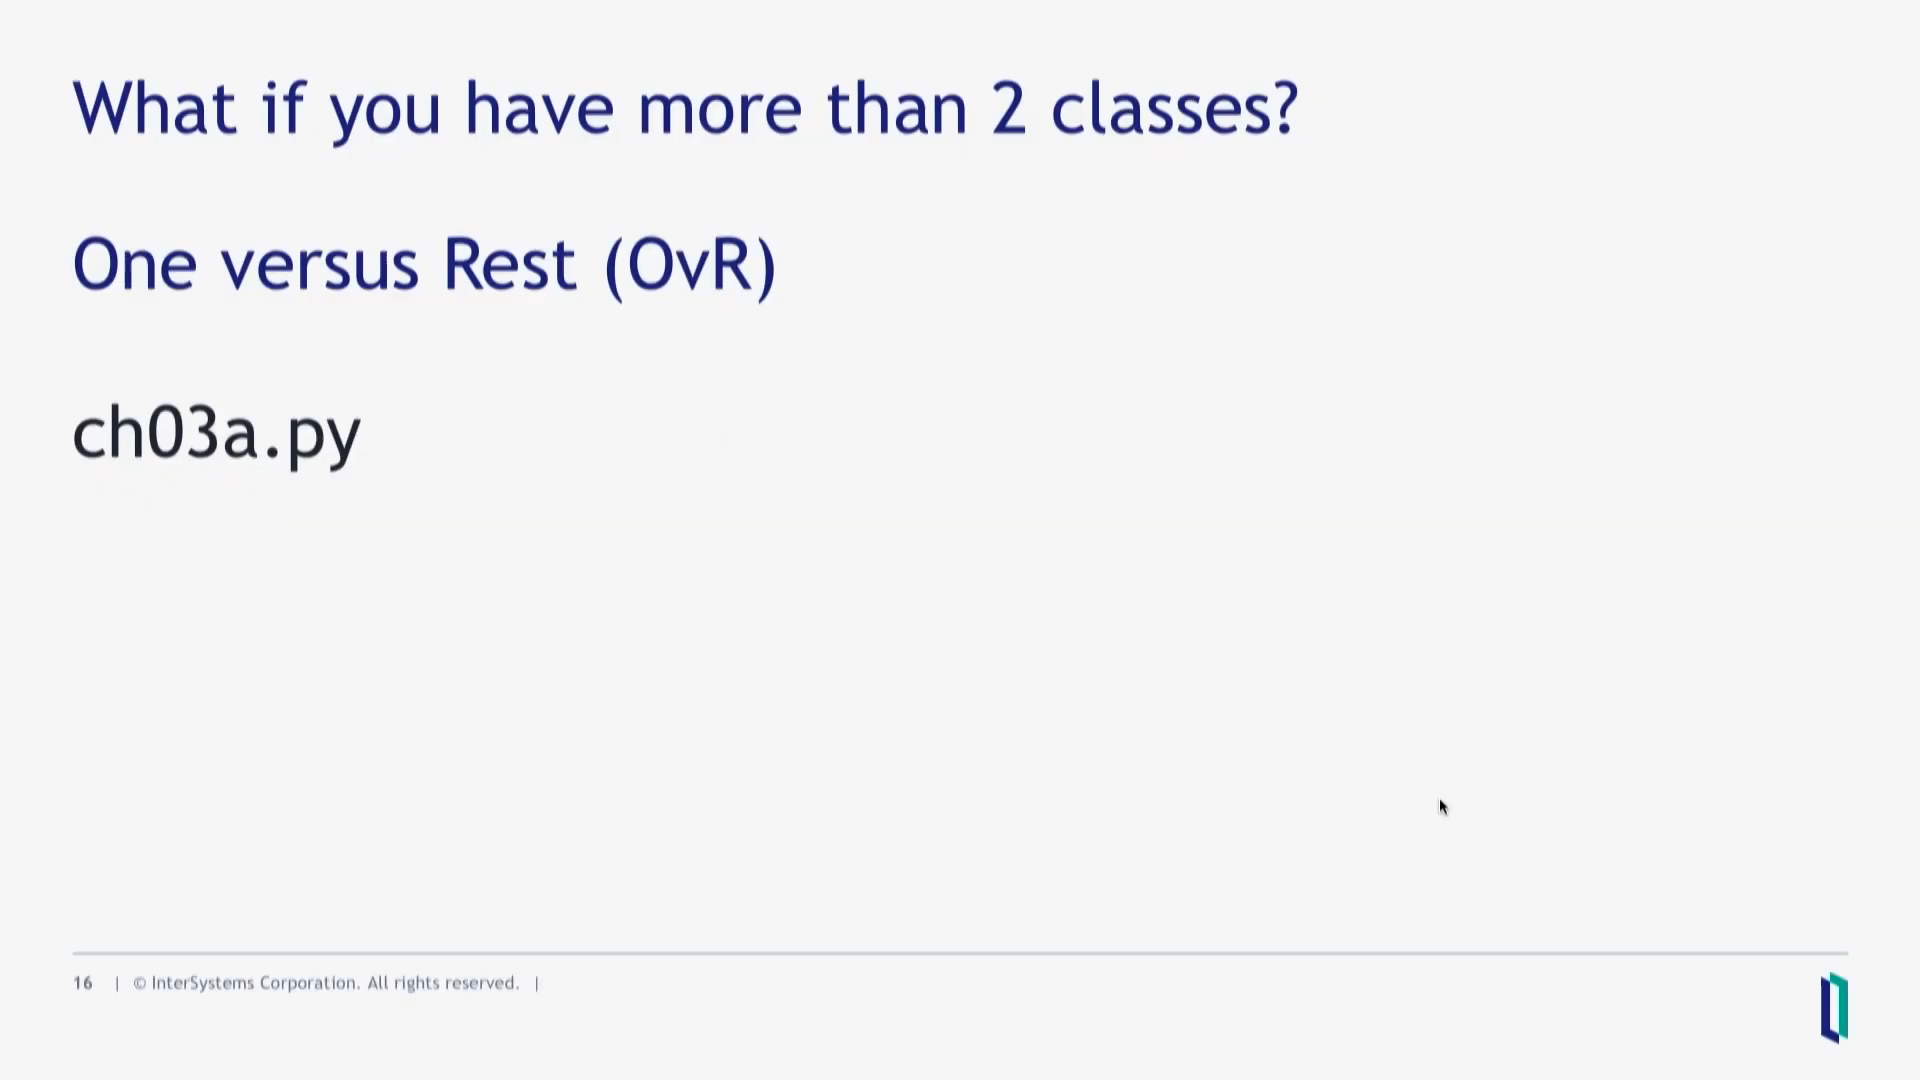 What if you have more than 2 classes?
One versus Rest (OvR)
ch03a.py
16 | © InterSystems Corporation. All rights reserved. |